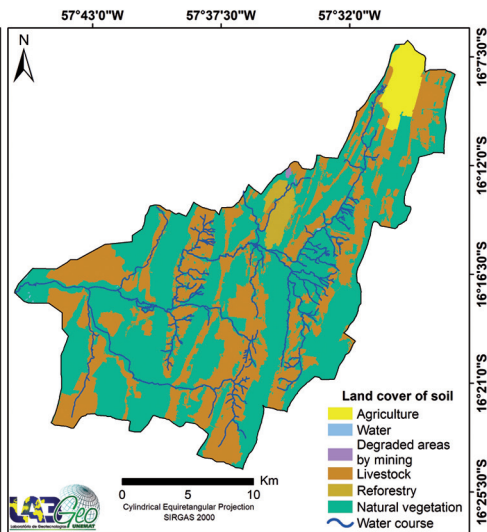 57°43'0"W 57°37'30"W 57°32'0"W
N
16°7'30"S
16°12'0"S
16°16'30"S
16°21'0"S
16°25'30"S
Land cover of soil
Agriculture
Water
Degraded areas
by mining
Livestock
Reforestry
Natural vegetation
Water course
Km
0 5 10
Cylindrical Equiretangular Projection
SIRGAS 2000
LAB Geo
UNEMAT